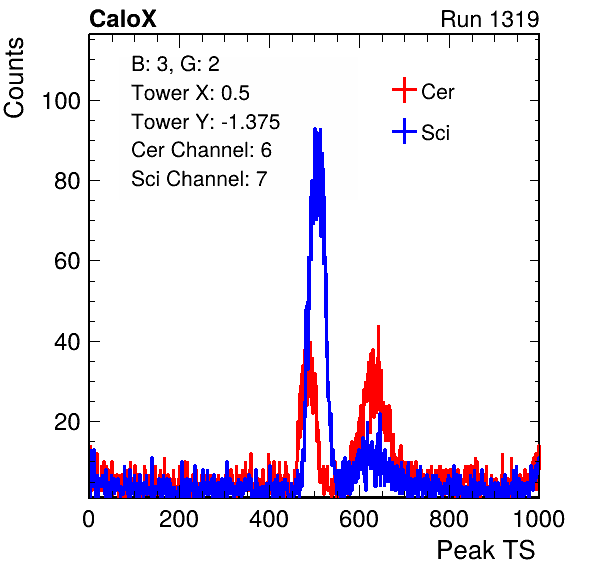 CaloX Run 1319
Counts
B: 3, G: 2
Tower X: 0.5
Tower Y: -1.375
Cer Channel: 6
Sci Channel: 7
Cer
Sci
100
80
60
40
20
0 200 400 600 800 1000
Peak TS